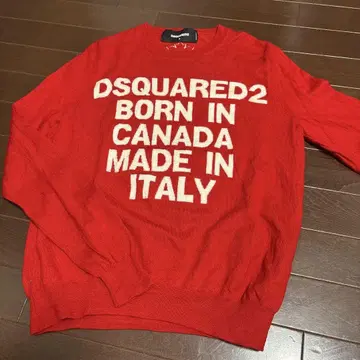 DSQUARED2
BORN IN
CANADA
MADE IN
ITALY